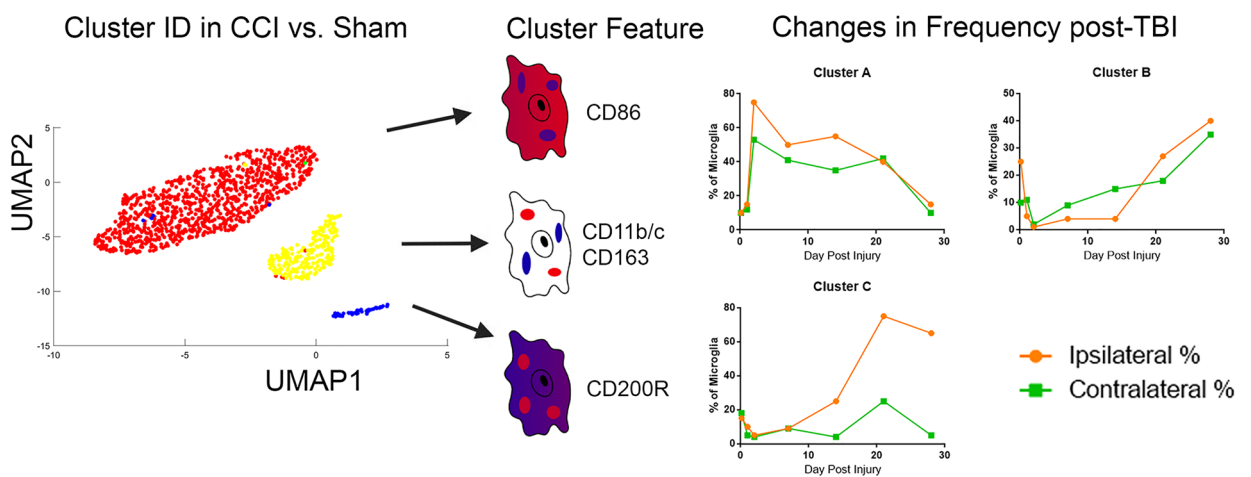 Cluster ID in CCI vs. Sham
Cluster Feature
Changes in Frequency post-TBI
UMAP2
5
0
-5
-10
-15
-10
-5
0
5
UMAP1
CD86
CD11b/c
CD163
CD200R
Cluster A
% of Microglia
80
60
40
20
0
0
10
20
30
Day Post Injury
Cluster B
% of Microglia
50
40
30
20
10
0
0
10
20
30
Day Post Injury
Cluster C
% of Microglia
80
60
40
20
0
0
10
20
30
Day Post Injury
Ipsilateral %
Contralateral %